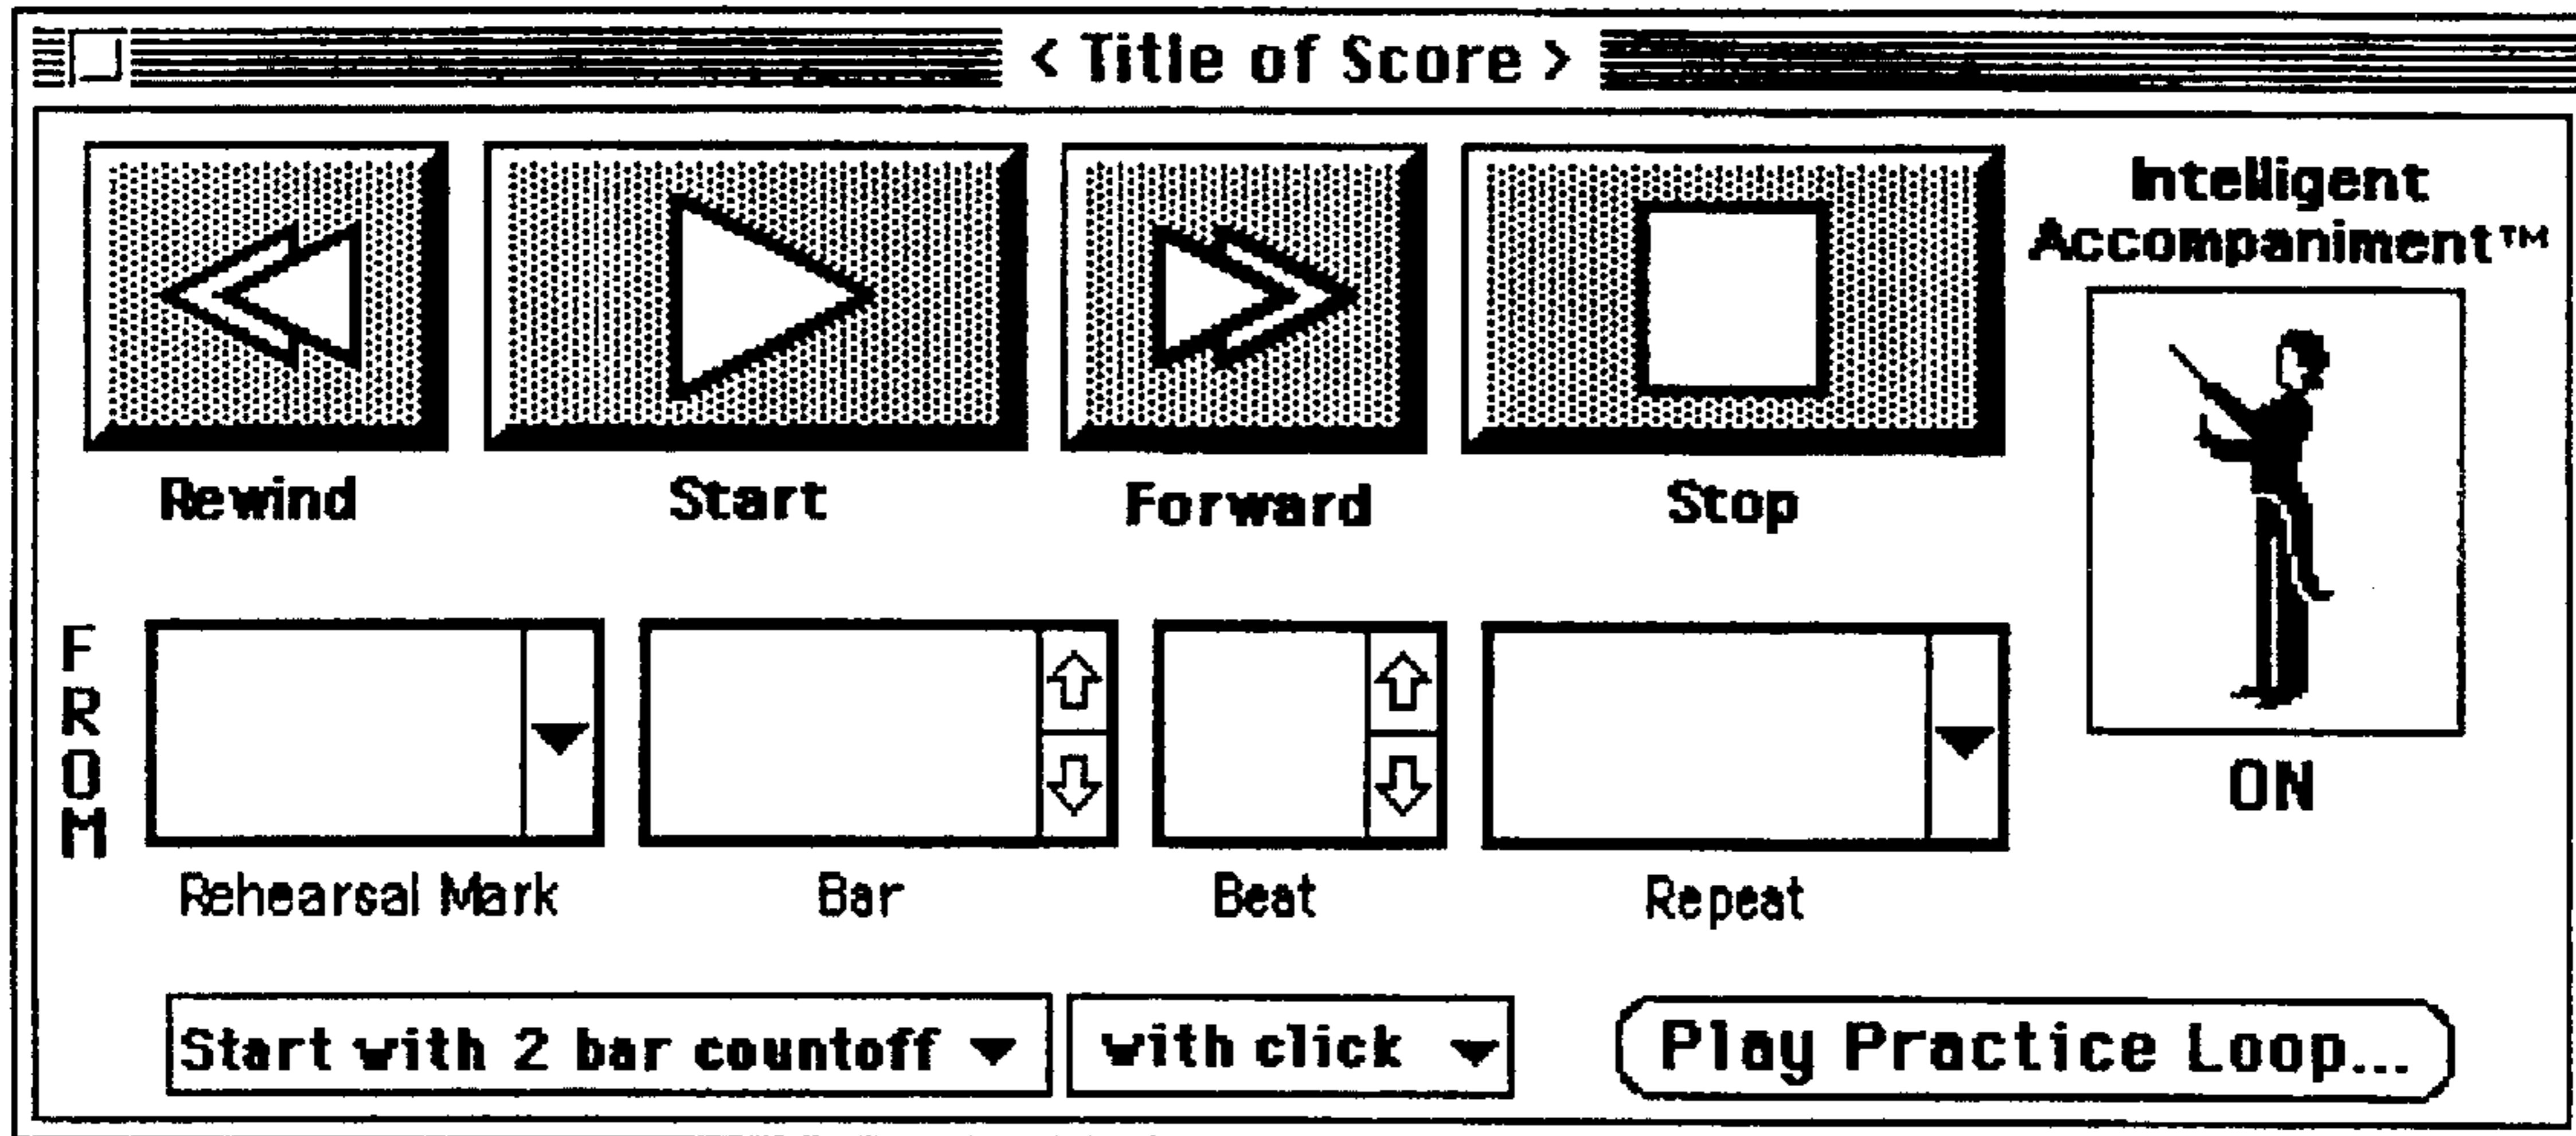 < Title of Score >
Intelligent
Accompaniment™
Rewind
Start
Forward
Stop
FROM
ON
Rehearsal Mark
Bar
Beat
Repeat
Start with 2 bar countoff
with click
Play Practice Loop...